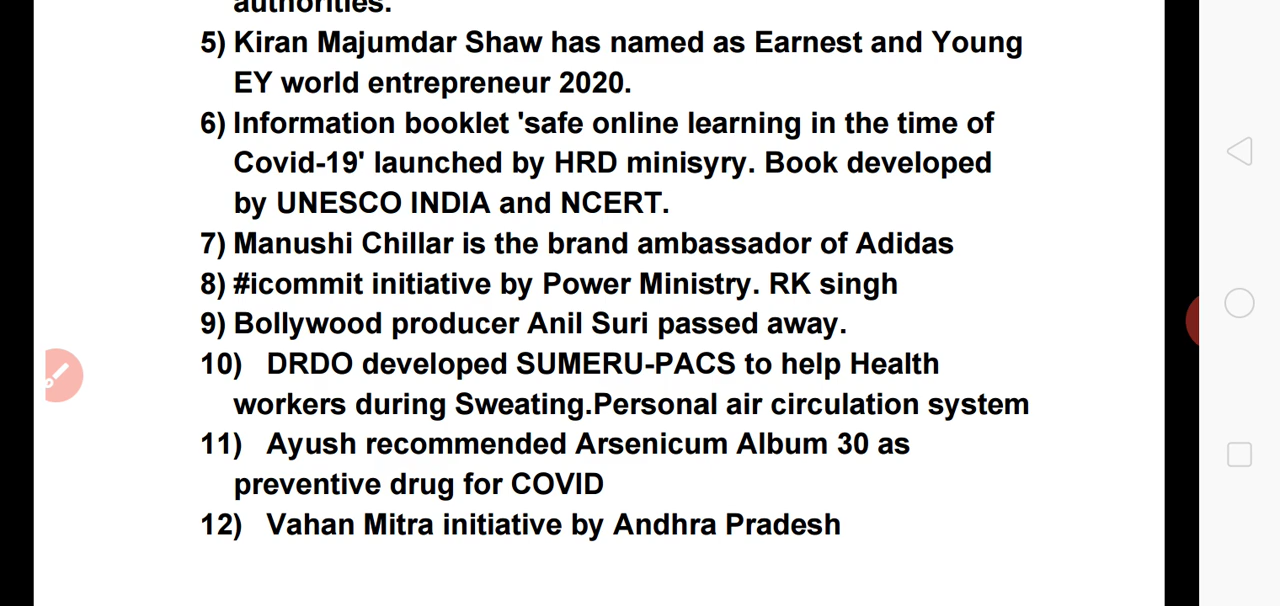 authorities.
5) Kiran Majumdar Shaw has named as Earnest and Young
EY world entrepreneur 2020.
6) Information booklet 'safe online learning in the time of
Covid-19' launched by HRD minisyry. Book developed
by UNESCO INDIA and NCERT.
7) Manushi Chillar is the brand ambassador of Adidas
8) #icommit initiative by Power Ministry. RK singh
9) Bollywood producer Anil Suri passed away.
10) DRDO developed SUMERU-PACS to help Health
workers during Sweating.Personal air circulation system
11) Ayush recommended Arsenicum Album 30 as
preventive drug for COVID
12) Vahan Mitra initiative by Andhra Pradesh